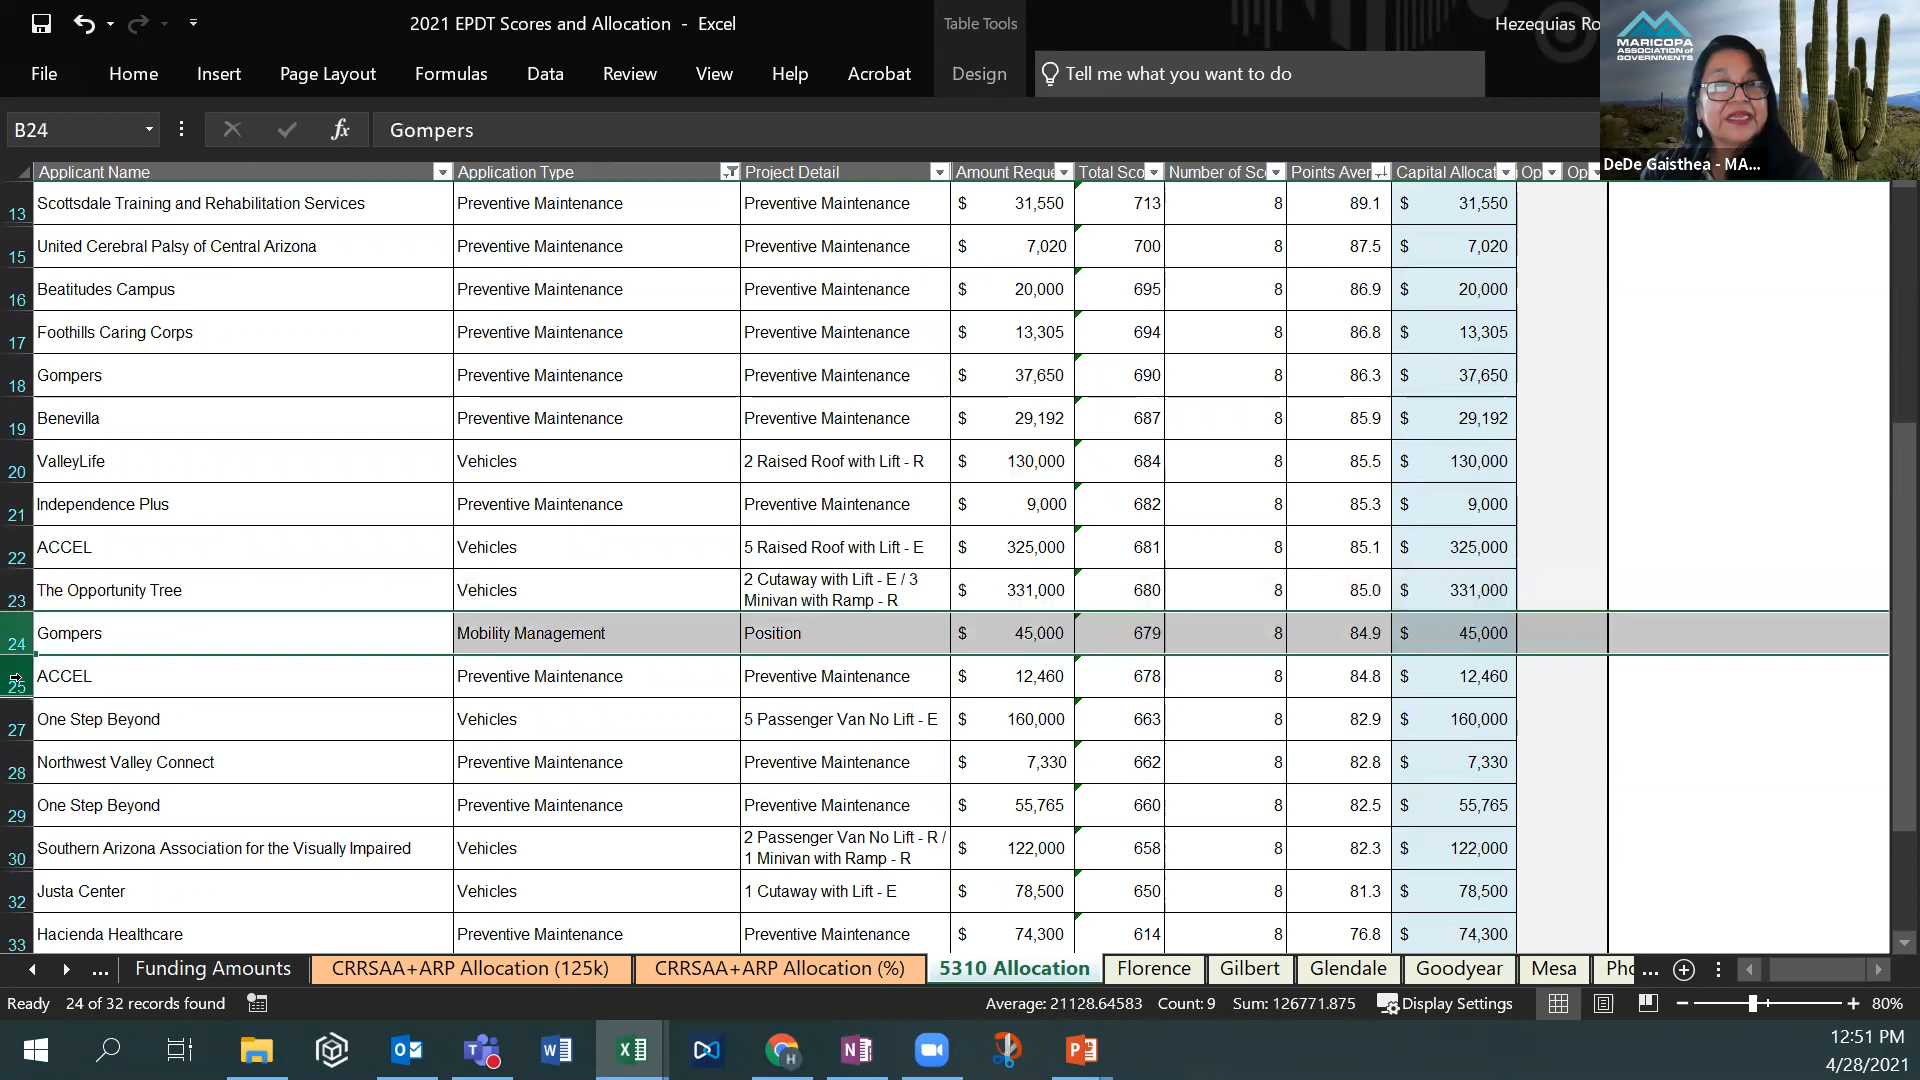 2021 EPDT Scores and Allocation - Excel
Table Tools
Hezequias Ro
File Home Insert Page Layout Formulas Data Review View Help Acrobat Design Tell me what you want to do
MARICOPA
ASSOCIATION of
GOVERNMENTS
DeDe Gaisthea - MA...
B24 fx Gompers
Applicant Name Application Type Project Detail Amount Reque Total Sco Number of Sc Points Aver Capital Allocat Op Op
13 Scottsdale Training and Rehabilitation Services Preventive Maintenance Preventive Maintenance $ 31,550 713 8 89.1 $ 31,550
15 United Cerebral Palsy of Central Arizona Preventive Maintenance Preventive Maintenance $ 7,020 700 8 87.5 $ 7,020
16 Beatitudes Campus Preventive Maintenance Preventive Maintenance $ 20,000 695 8 86.9 $ 20,000
17 Foothills Caring Corps Preventive Maintenance Preventive Maintenance $ 13,305 694 8 86.8 $ 13,305
18 Gompers Preventive Maintenance Preventive Maintenance $ 37,650 690 8 86.3 $ 37,650
19 Benevilla Preventive Maintenance Preventive Maintenance $ 29,192 687 8 85.9 $ 29,192
20 ValleyLife Vehicles 2 Raised Roof with Lift - R $ 130,000 684 8 85.5 $ 130,000
21 Independence Plus Preventive Maintenance Preventive Maintenance $ 9,000 682 8 85.3 $ 9,000
22 ACCEL Vehicles 5 Raised Roof with Lift - E $ 325,000 681 8 85.1 $ 325,000
23 The Opportunity Tree Vehicles 2 Cutaway with Lift - E / 3
Minivan with Ramp - R $ 331,000 680 8 85.0 $ 331,000
24 Gompers Mobility Management Position $ 45,000 679 8 84.9 $ 45,000
25 ACCEL Preventive Maintenance Preventive Maintenance $ 12,460 678 8 84.8 $ 12,460
27 One Step Beyond Vehicles 5 Passenger Van No Lift - E $ 160,000 663 8 82.9 $ 160,000
28 Northwest Valley Connect Preventive Maintenance Preventive Maintenance $ 7,330 662 8 82.8 $ 7,330
29 One Step Beyond Preventive Maintenance Preventive Maintenance $ 55,765 660 8 82.5 $ 55,765
30 Southern Arizona Association for the Visually Impaired Vehicles 2 Passenger Van No Lift - R /
1 Minivan with Ramp - R $ 122,000 658 8 82.3 $ 122,000
32 Justa Center Vehicles 1 Cutaway with Lift - E $ 78,500 650 8 81.3 $ 78,500
33 Hacienda Healthcare Preventive Maintenance Preventive Maintenance $ 74,300 614 8 76.8 $ 74,300
... Funding Amounts CRRSAA+ARP Allocation (125k) CRRSAA+ARP Allocation (%) 5310 Allocation Florence Gilbert Glendale Goodyear Mesa Pho ...
Ready 24 of 32 records found Average: 21128.64583 Count: 9 Sum: 126771.875 Display Settings 80%
12:51 PM
4/28/2021